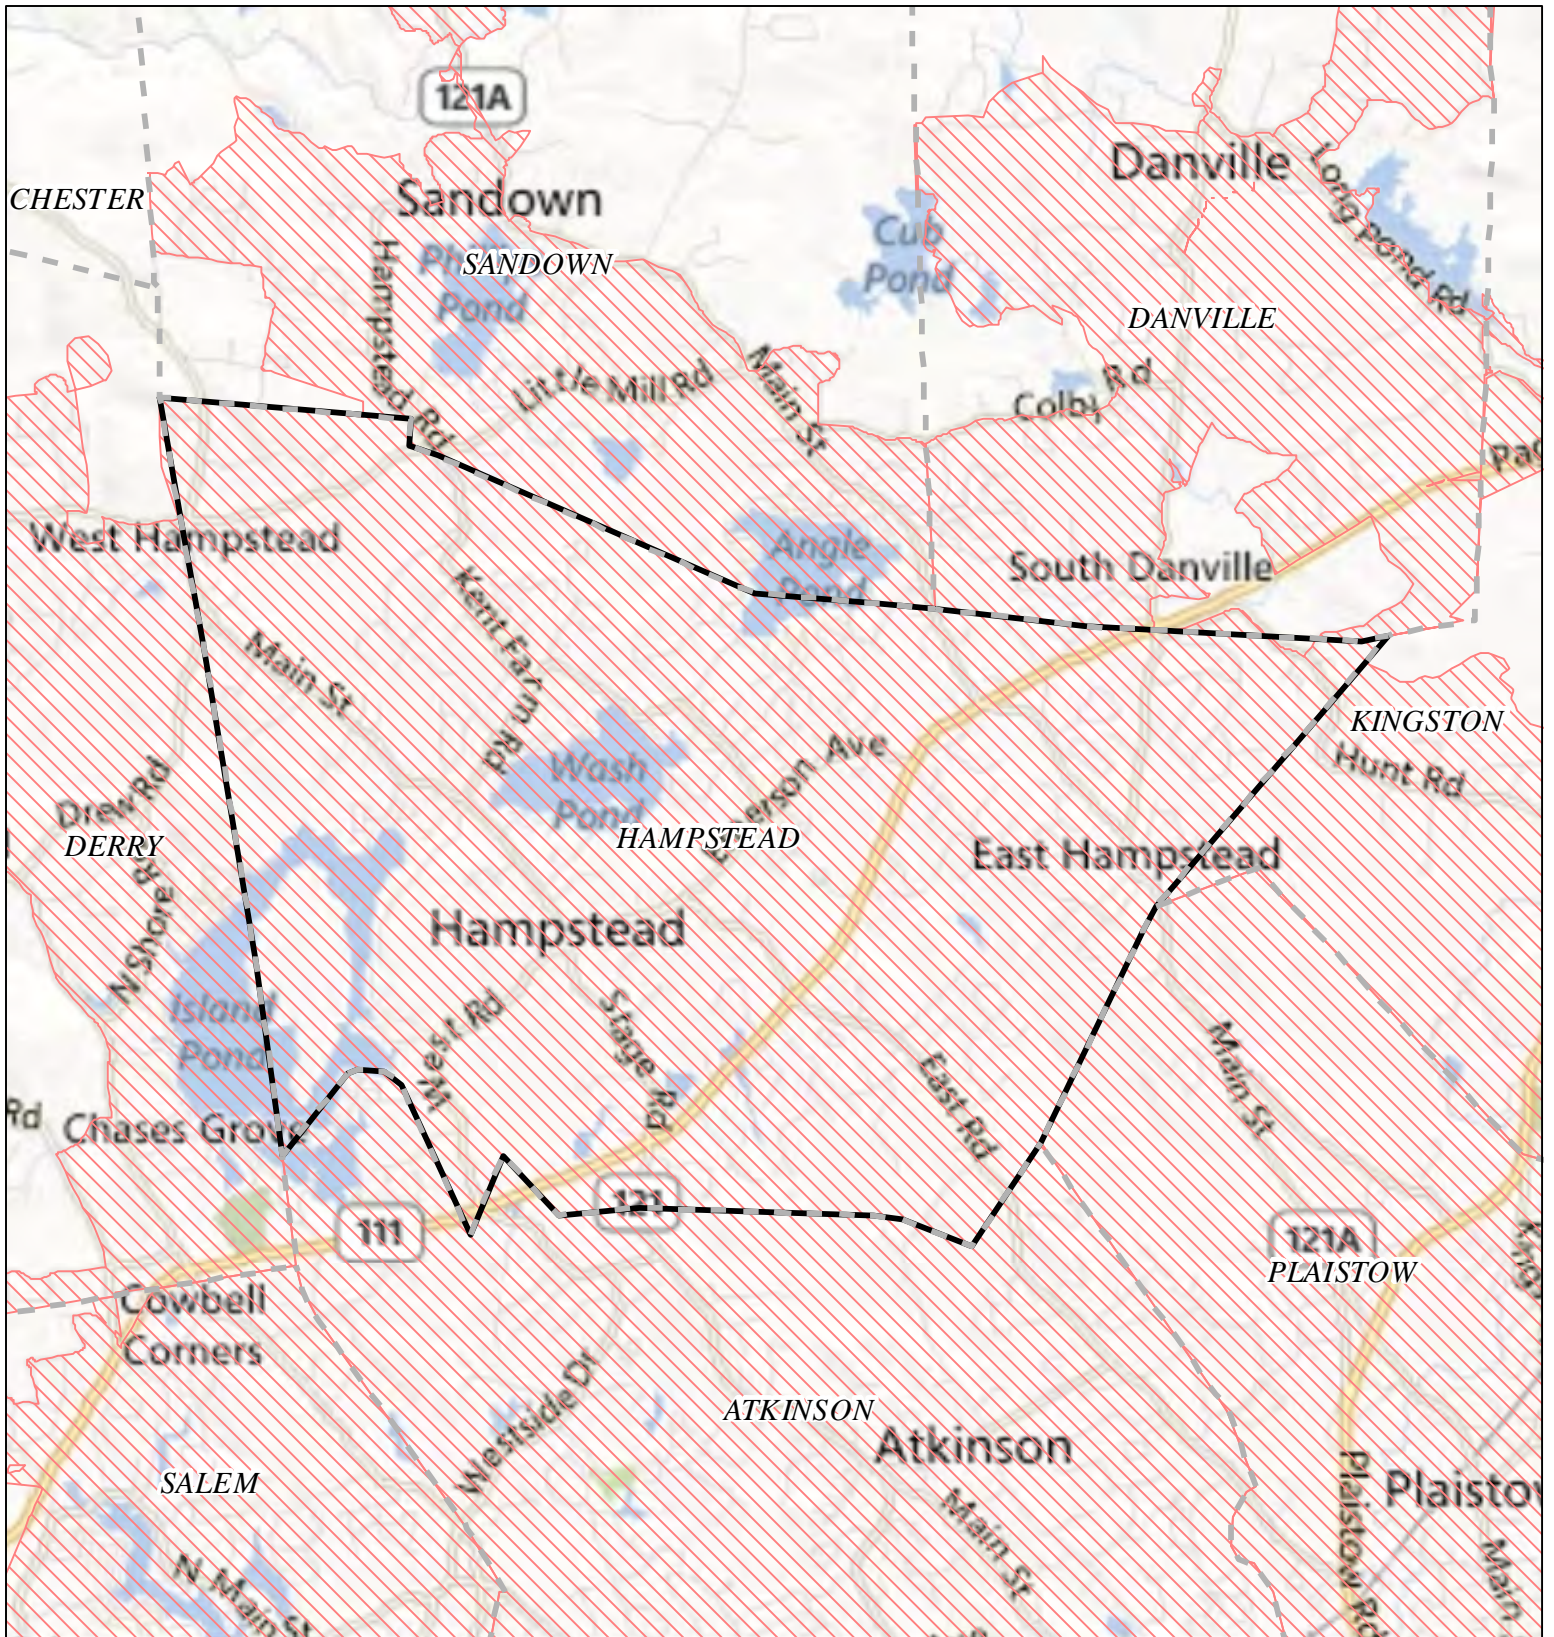 121A
Danville
CHESTER
Sandown
Long Pond Rd
Cub
Pond
Hampstead Rd
SANDOWN
Pond
DANVILLE
Little Mill Rd
Main St
Colby Rd
West Hampstead
Angle
Pond
South Danville
Kent Farm Rd
Main St
KINGSTON
Wash
Pond
Emerson Ave
Hunt Rd
Drew Rd
DERRY
HAMPSTEAD
East Hampstead
N Shore Rd
Hampstead
Island
Pond
West Rd
Stage Rd
East Rd
Main St
Rd
Chases Grove
121
111
121A
PLAISTOW
Cowbell
Corners
Westside Dr
ATKINSON
Atkinson
SALEM
Plaistow Rd
Main St
N Main St
Main